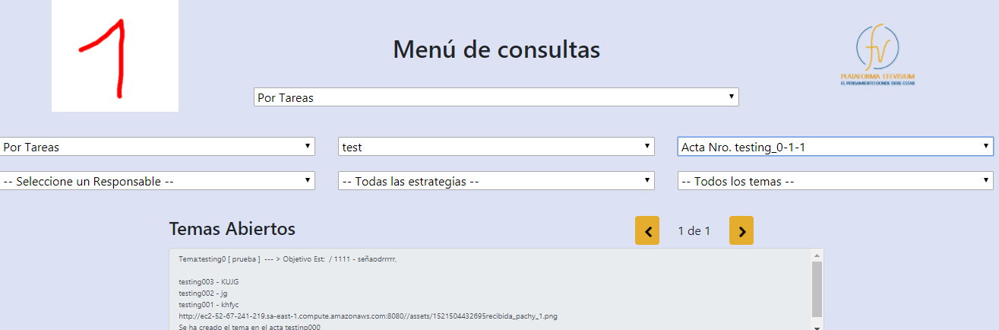 1
Menú de consultas
fv
PLATAFORMA EFEVISIUM
EL PENSAMIENTO DONDE DEBE ESTAR
Por Tareas
Por Tareas
test
Acta Nro. testing_0-1-1
-- Seleccione un Responsable --
-- Todas las estrategias --
-- Todos los temas --
Temas Abiertos
1 de 1
Tema:testing0 [ prueba ] --- > Objetivo Est: / 1111 - señaodrrrrr,
testing003 - KUJG
testing002 - jg
testing001 - khfyc
http://ec2-52-67-241-219.sa-east-1.compute.amazonaws.com:8080//assets/1521504432695recibida_pachy_1.png
Se ha creado el tema en el acta testing000